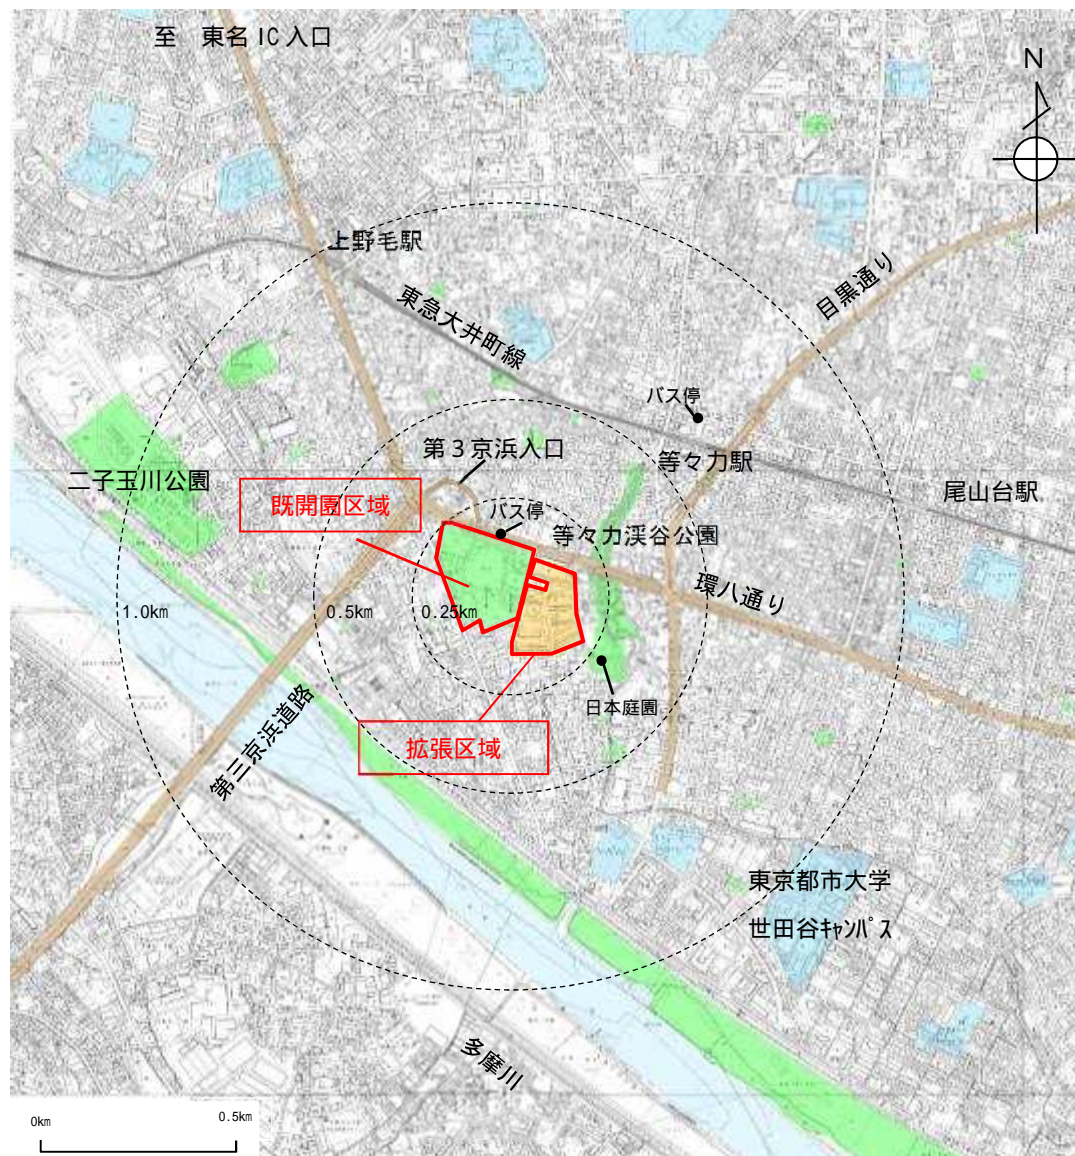 至 東名IC入口
N
上野毛駅
東急大井町線
目黒通り
バス停
第3京浜入口
等々力駅
二子玉川公園
尾山台駅
既開園区域
バス停
等々力渓谷公園
環八通り
1.0km
0.5km
0.25km
第三京浜道路
日本庭園
拡張区域
東京都市大学
世田谷キャンパス
多摩川
0km
0.5km